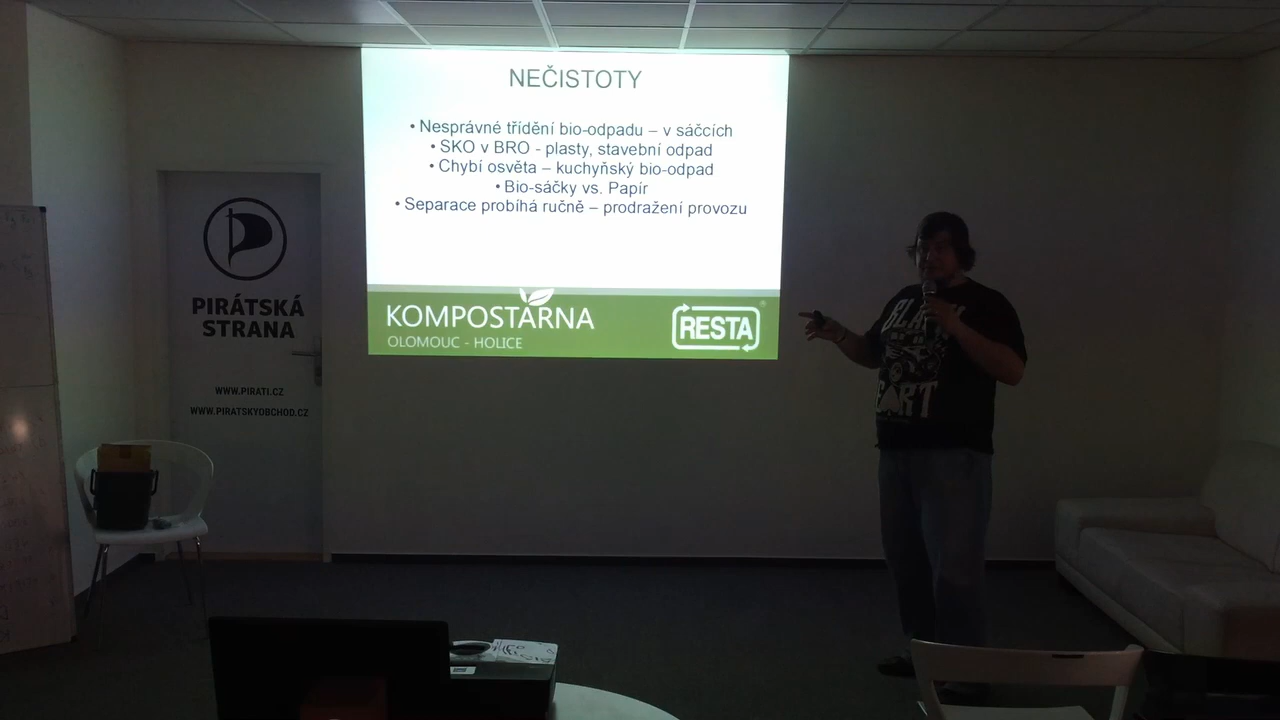 NEČISTOTY
• Nesprávné třídění bio-odpadu – v sáčcích
• SKO v BRO - plasty, stavební odpad
• Chybí osvěta – kuchyňský bio-odpad
• Bio-sáčky vs. Papír
• Separace probíhá ručně – prodražení provozu
KOMPOSTÁRNA
OLOMOUC - HOLICE
RESTA®
PIRÁTSKÁ
STRANA
WWW.PIRATI.CZ
WWW.PIRATSKYOBCHOD.CZ